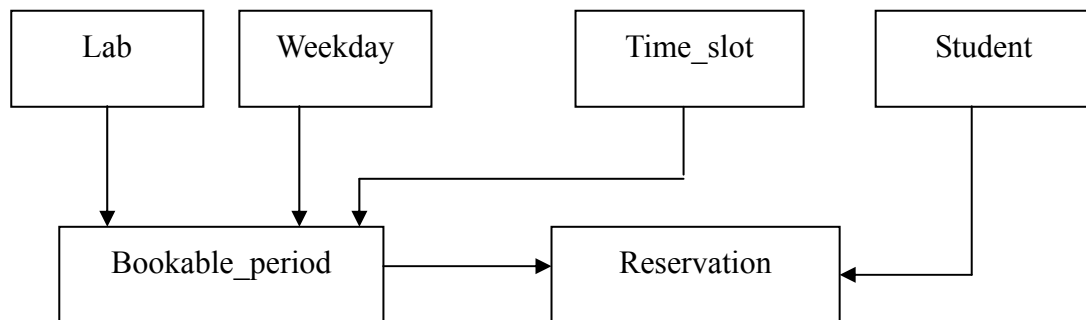 Lab
Weekday
Time_slot
Student
Bookable_period
Reservation